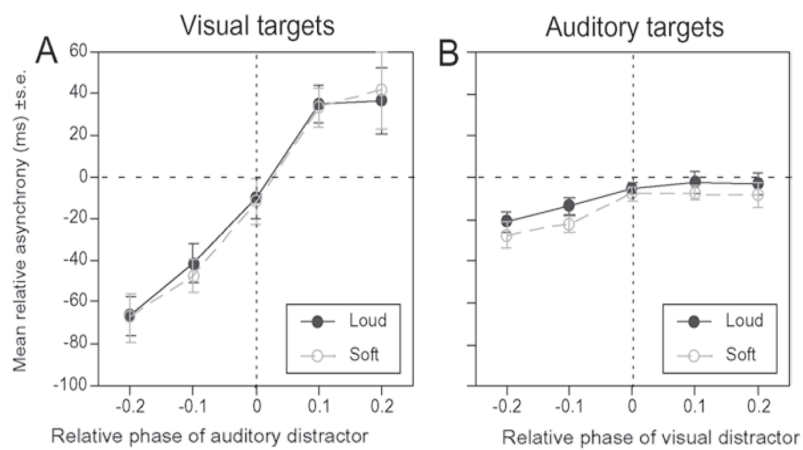 Visual targets
Auditory targets
A
B
Mean relative asynchrony (ms) ±s.e.
60
40
20
0
-20
-40
-60
-80
-100
Loud
Soft
Loud
Soft
-0.2 -0.1 0 0.1 0.2
-0.2 -0.1 0 0.1 0.2
Relative phase of auditory distractor
Relative phase of visual distractor